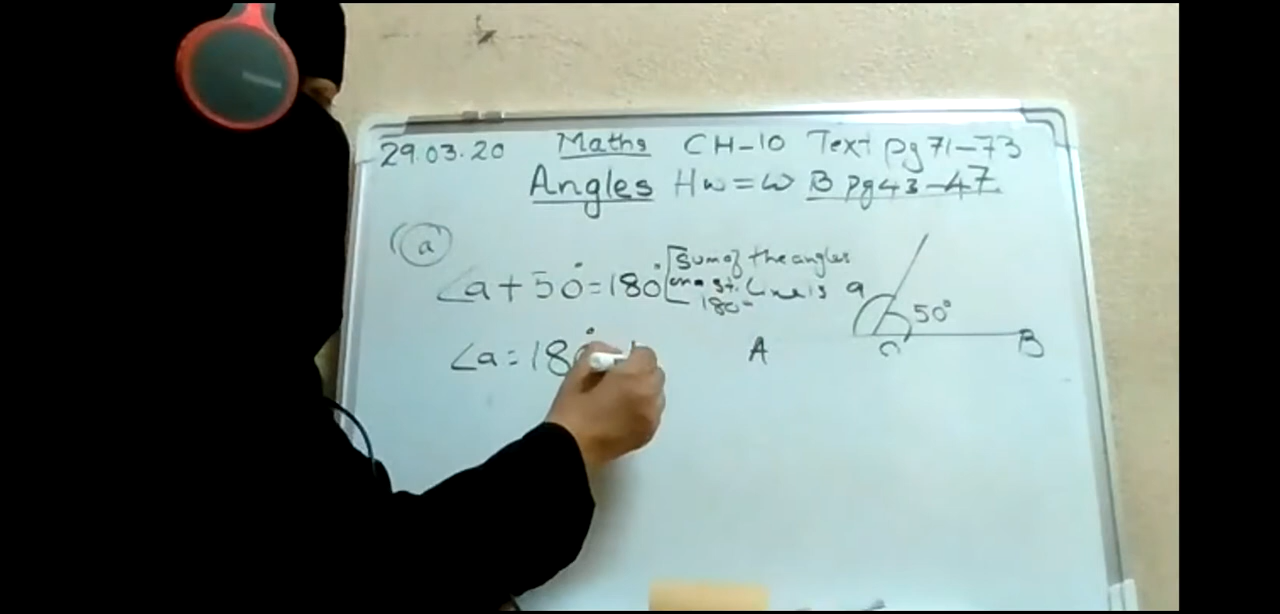 29.03.20 Maths CH-10 Text pg 71-73
Angles Hw = W B pg 43-47
(a)
∠a + 50° = 180° [Sum of the angles
on a st. Line is
180°
∠a = 18
a 50°
A O B